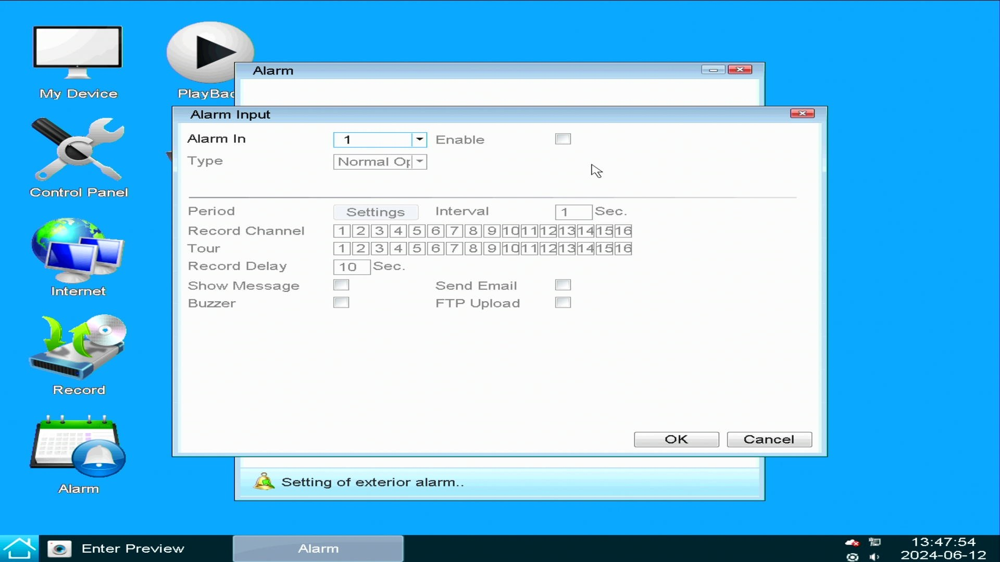 My Device
PlayBac
Control Panel
Internet
Record
Alarm
Alarm
Alarm Input
Alarm In 1 Enable
Type Normal Op
Period Settings Interval 1 Sec.
Record Channel 1 2 3 4 5 6 7 8 9 10 11 12 13 14 15 16
Tour 1 2 3 4 5 6 7 8 9 10 11 12 13 14 15 16
Record Delay 10 Sec.
Show Message Send Email
Buzzer FTP Upload
OK Cancel
Setting of exterior alarm..
Enter Preview Alarm
13:47:54
2024-06-12